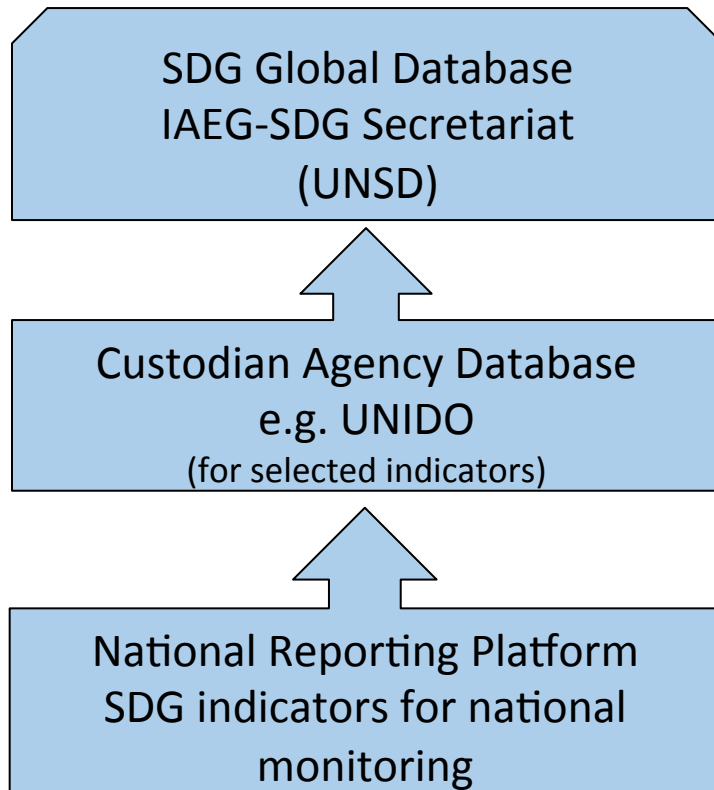 SDG Global Database
IAEG-SDG Secretariat
(UNSD)
Custodian Agency Database
e.g. UNIDO
(for selected indicators)
National Reporting Platform
SDG indicators for national
monitoring